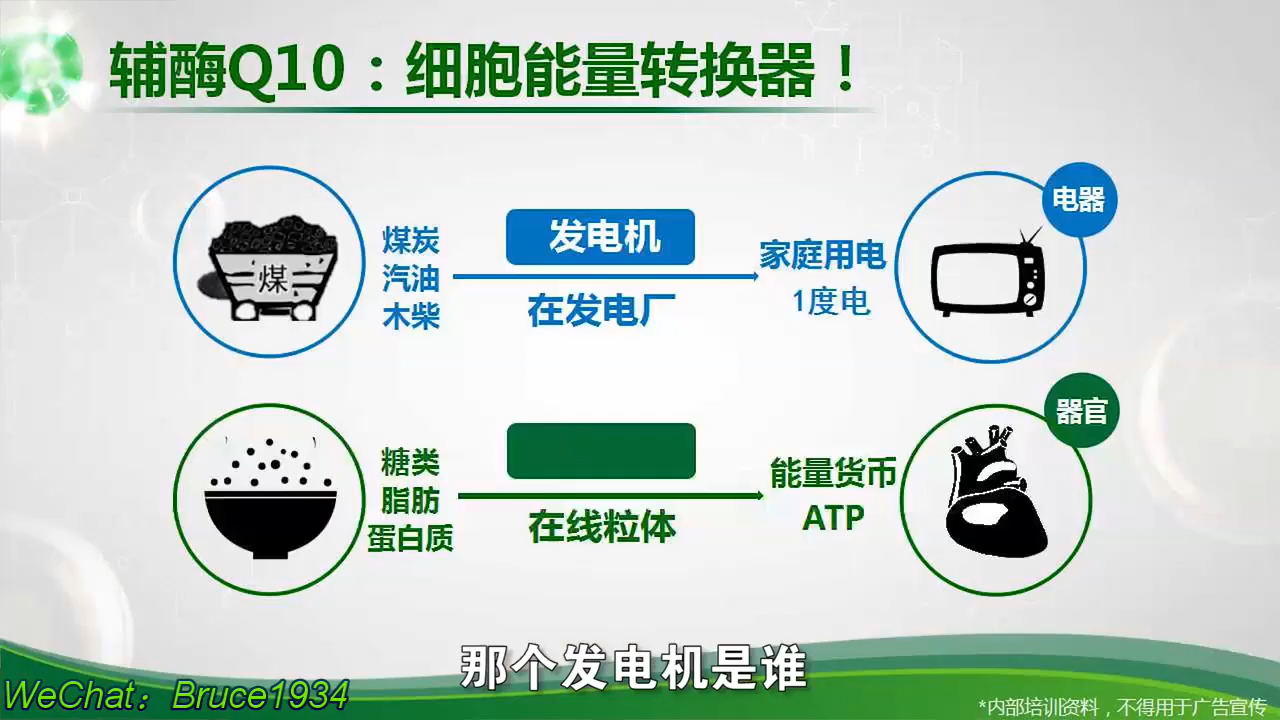 辅酶Q10：细胞能量转换器！
电器
煤
煤炭
汽油
木柴
发电机
在发电厂
家庭用电
1度电
器官
糖类
脂肪
蛋白质
在线粒体
能量货币
ATP
那个发电机是谁
WeChat：Bruce1934
*内部培训资料，不得用于广告宣传